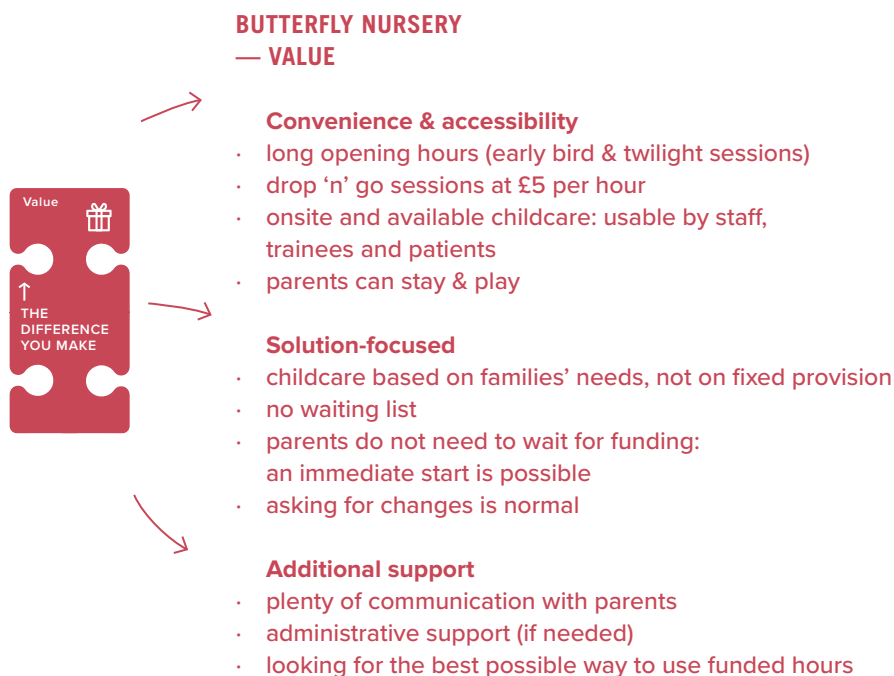 BUTTERFLY NURSERY
— VALUE
Convenience & accessibility
· long opening hours (early bird & twilight sessions)
· drop ‘n’ go sessions at £5 per hour
· onsite and available childcare: usable by staff,
trainees and patients
· parents can stay & play
Value
↑
THE
DIFFERENCE
YOU MAKE
Solution-focused
· childcare based on families’ needs, not on fixed provision
· no waiting list
· parents do not need to wait for funding:
an immediate start is possible
· asking for changes is normal
Additional support
· plenty of communication with parents
· administrative support (if needed)
· looking for the best possible way to use funded hours